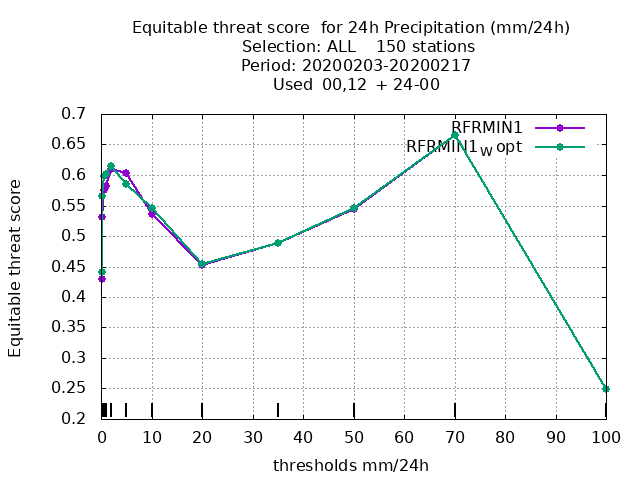 Equitable threat score  for 24h Precipitation (mm/24h)
Selection: ALL    150 stations
Period: 20200203-20200217
Used  00,12  + 24-00
RFRMIN1
RFRMIN1W opt
0.7
0.65
0.6
0.55
0.5
0.45
0.4
0.35
0.3
0.25
0.2
Equitable threat score
0 10 20 30 40 50 60 70 80 90 100
thresholds mm/24h